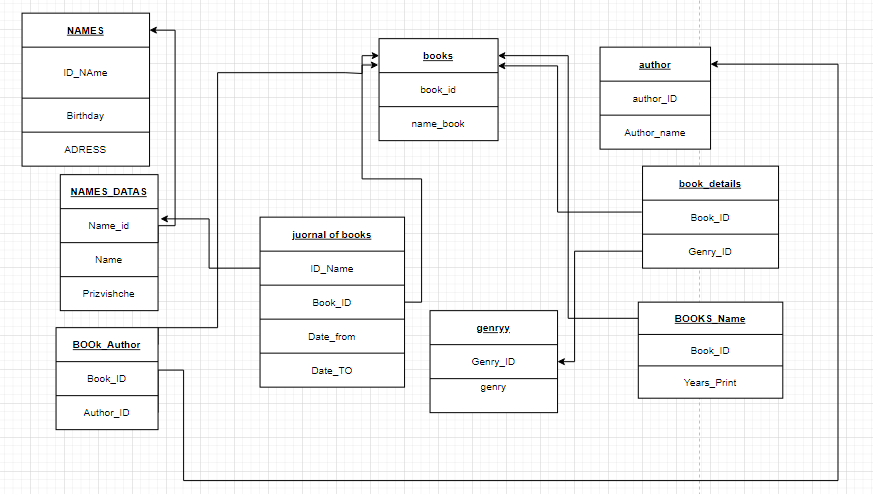 NAMES
ID_NAme
Birthday
ADRESS
NAMES_DATAS
Name_id
Name
Prizvishche
BOOk_Author
Book_ID
Author_ID
juornal of books
ID_Name
Book_ID
Date_from
Date_TO
books
book_id
name_book
genryy
Genry_ID
genry
author
author_ID
Author_name
book_details
Book_ID
Genry_ID
BOOKS_Name
Book_ID
Years_Print